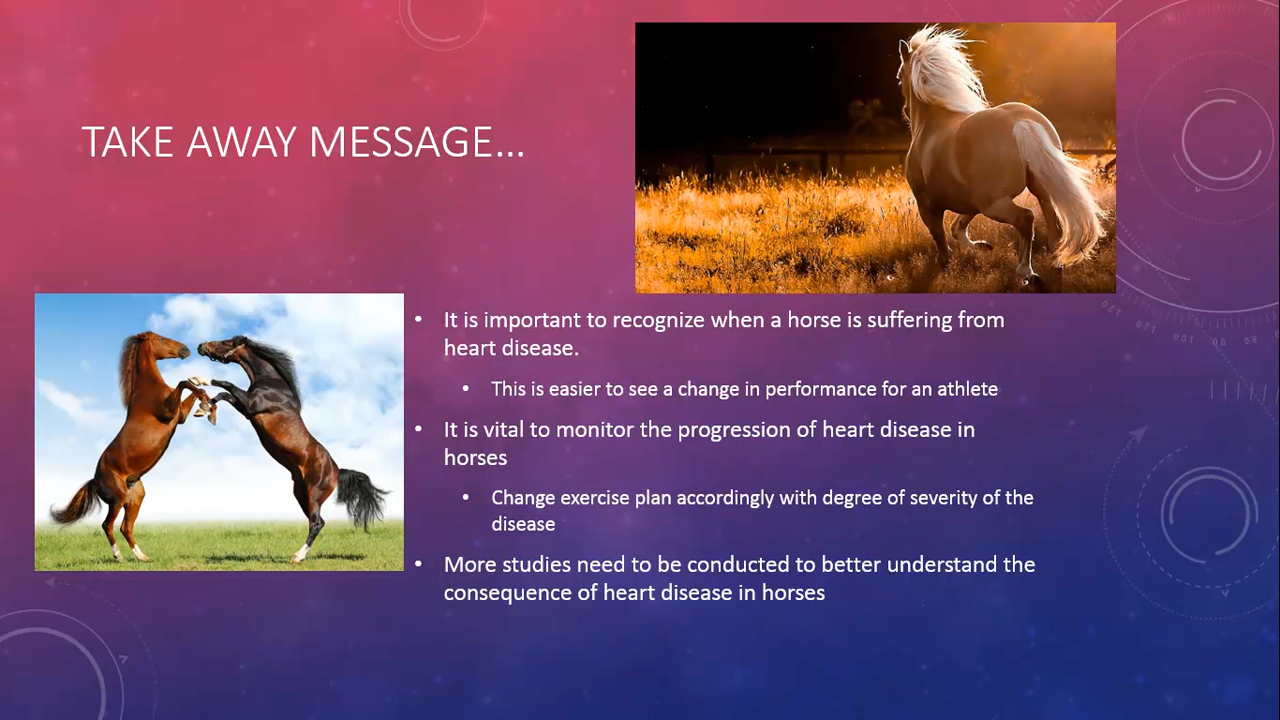 TAKE AWAY MESSAGE...
• It is important to recognize when a horse is suffering from
heart disease.
• This is easier to see a change in performance for an athlete
• It is vital to monitor the progression of heart disease in
horses
• Change exercise plan accordingly with degree of severity of the
disease
• More studies need to be conducted to better understand the
consequence of heart disease in horses